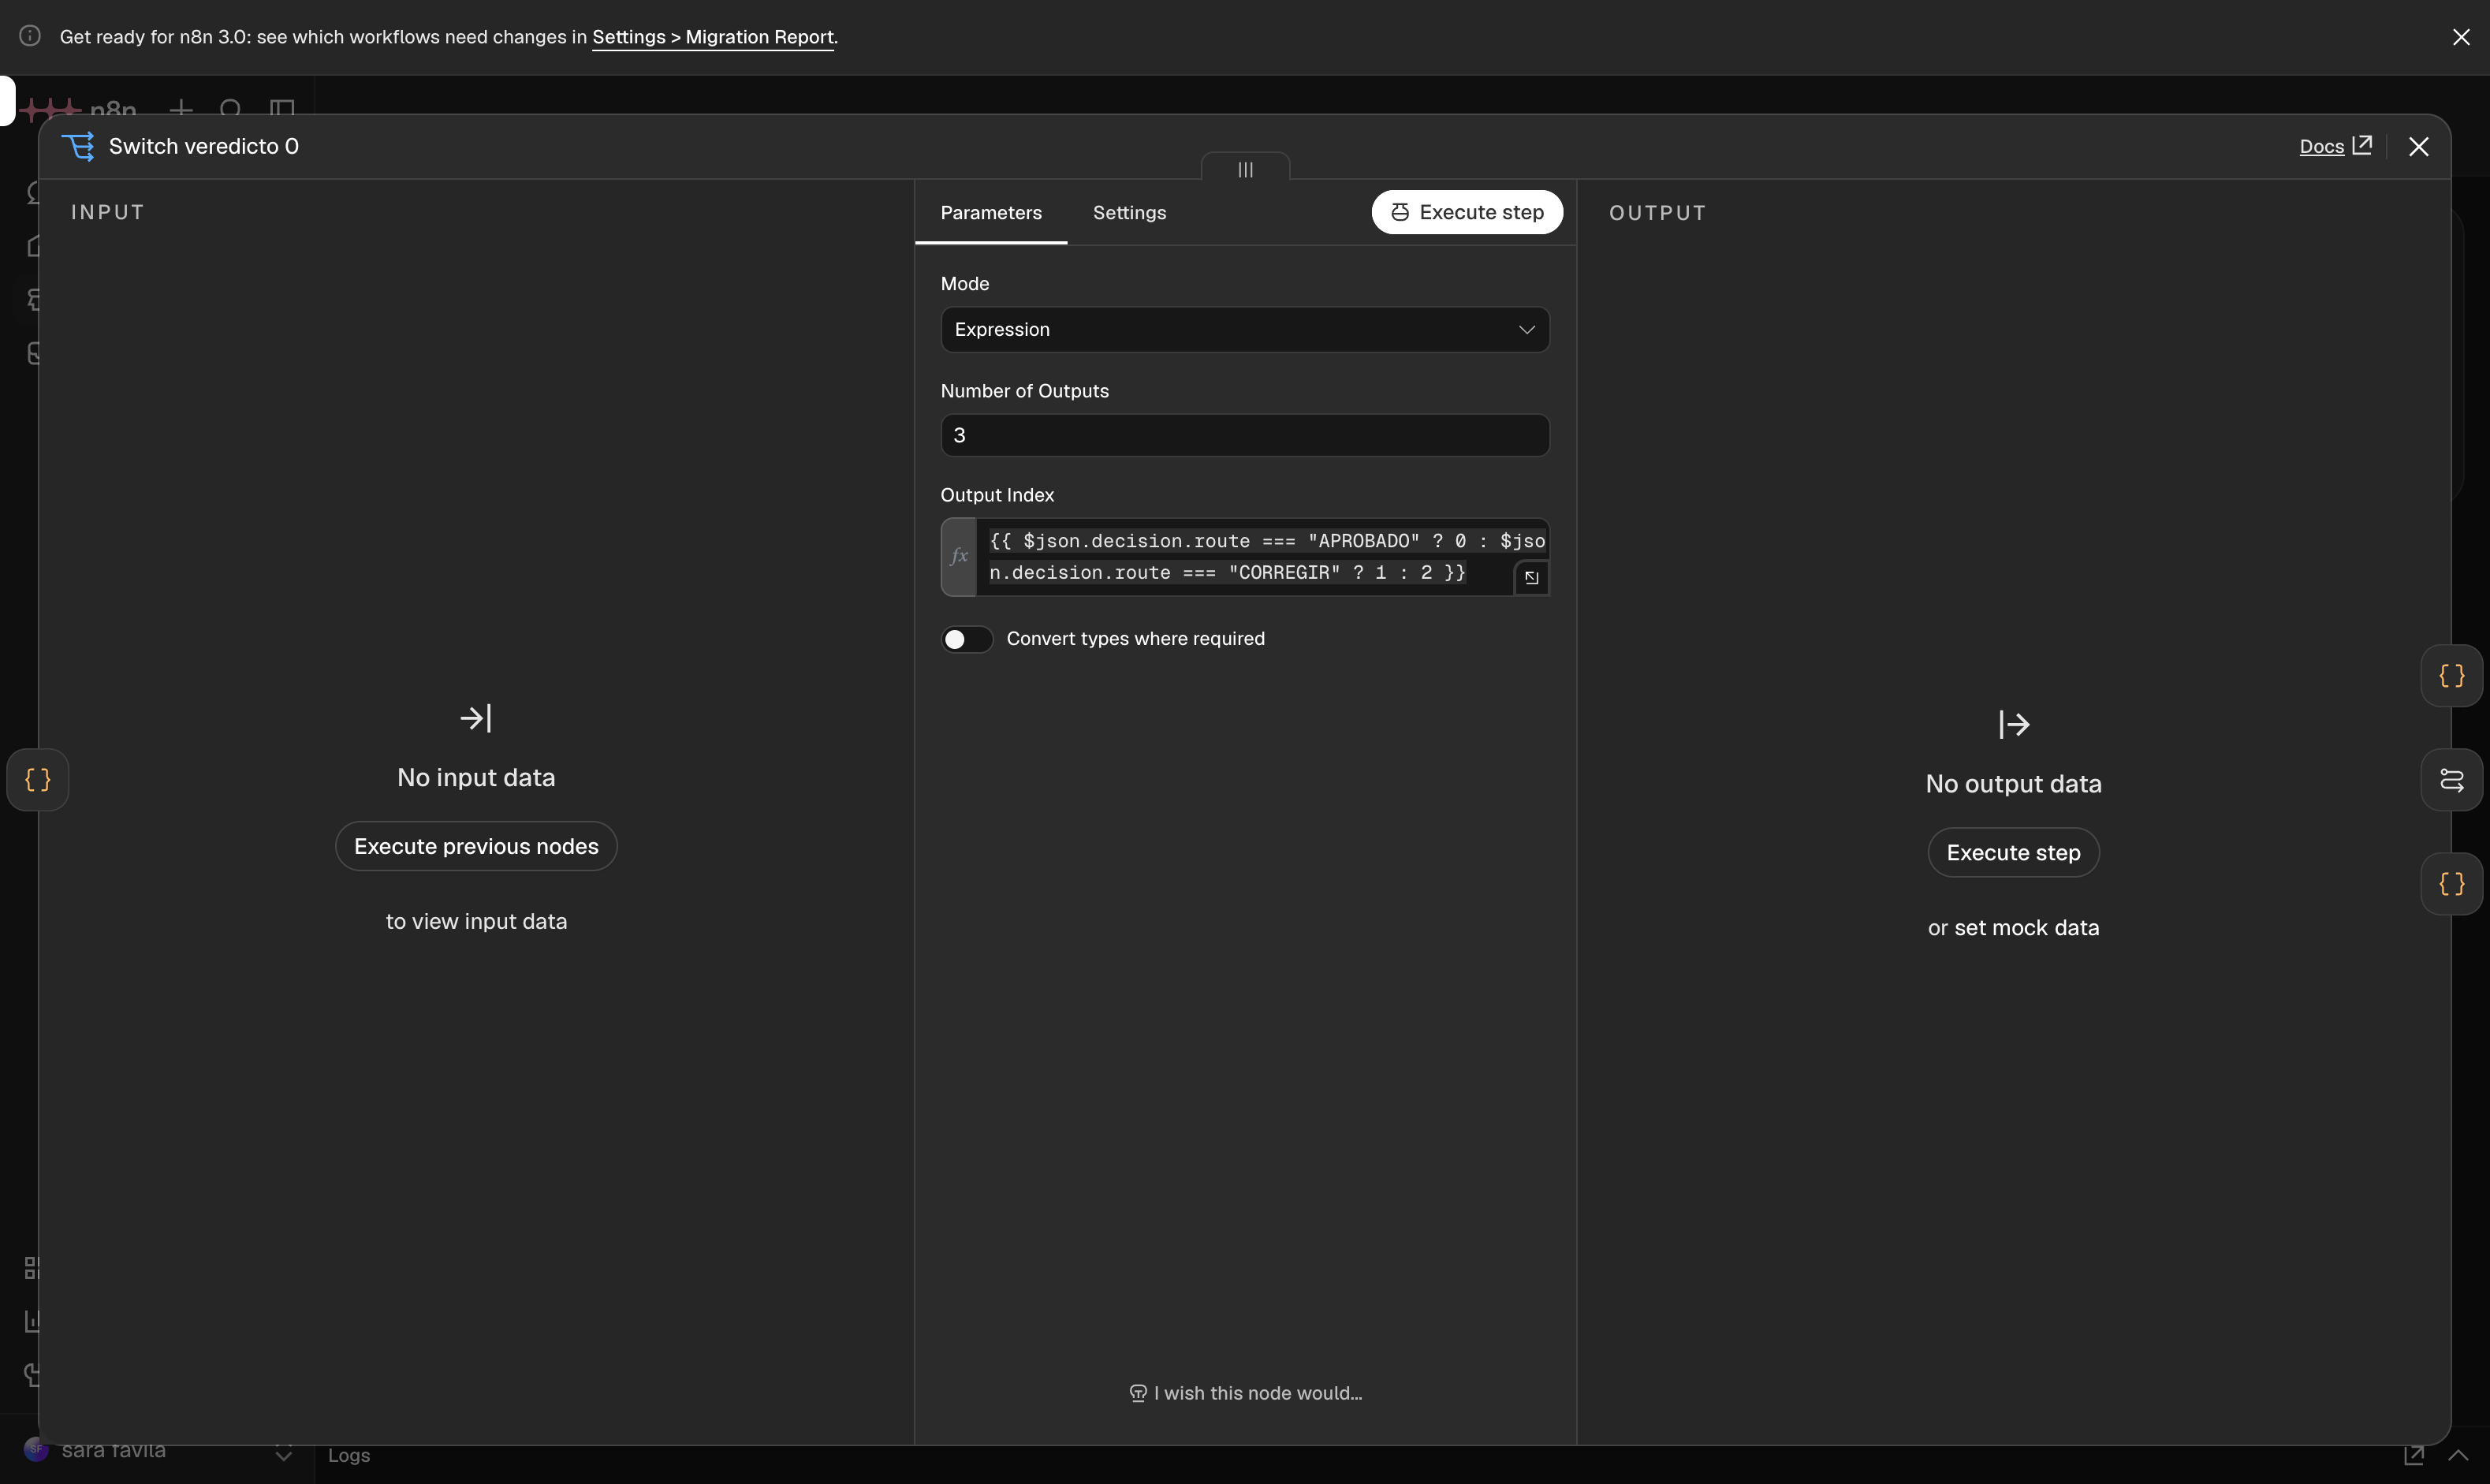 Get ready for n8n 3.0: see which workflows need changes in Settings > Migration Report.
n8n
Switch veredicto 0
Docs
INPUT
Parameters
Settings
Execute step
OUTPUT
Mode
Expression
Number of Outputs
3
Output Index
fx
{{ $json.decision.route === "APROBADO" ? 0 : $jso
n.decision.route === "CORREGIR" ? 1 : 2 }}
Convert types where required
No input data
Execute previous nodes
to view input data
No output data
Execute step
or set mock data
I wish this node would...
SF
sara favila
Logs